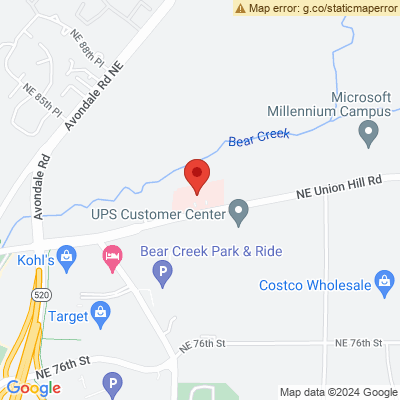 Map error: g.co/staticmaperror
NE 88th Pl
NE 85th Pl
Avondale Rd NE
Microsoft
Millennium Campus
Bear Creek
Avondale Rd
NE Union Hill Rd
UPS Customer Center
Kohl's
Bear Creek Park & Ride
520
Costco Wholesale
Target
NE 76th St
NE 76th St
NE 76th St
P
P
Google
Map data ©2024 Google